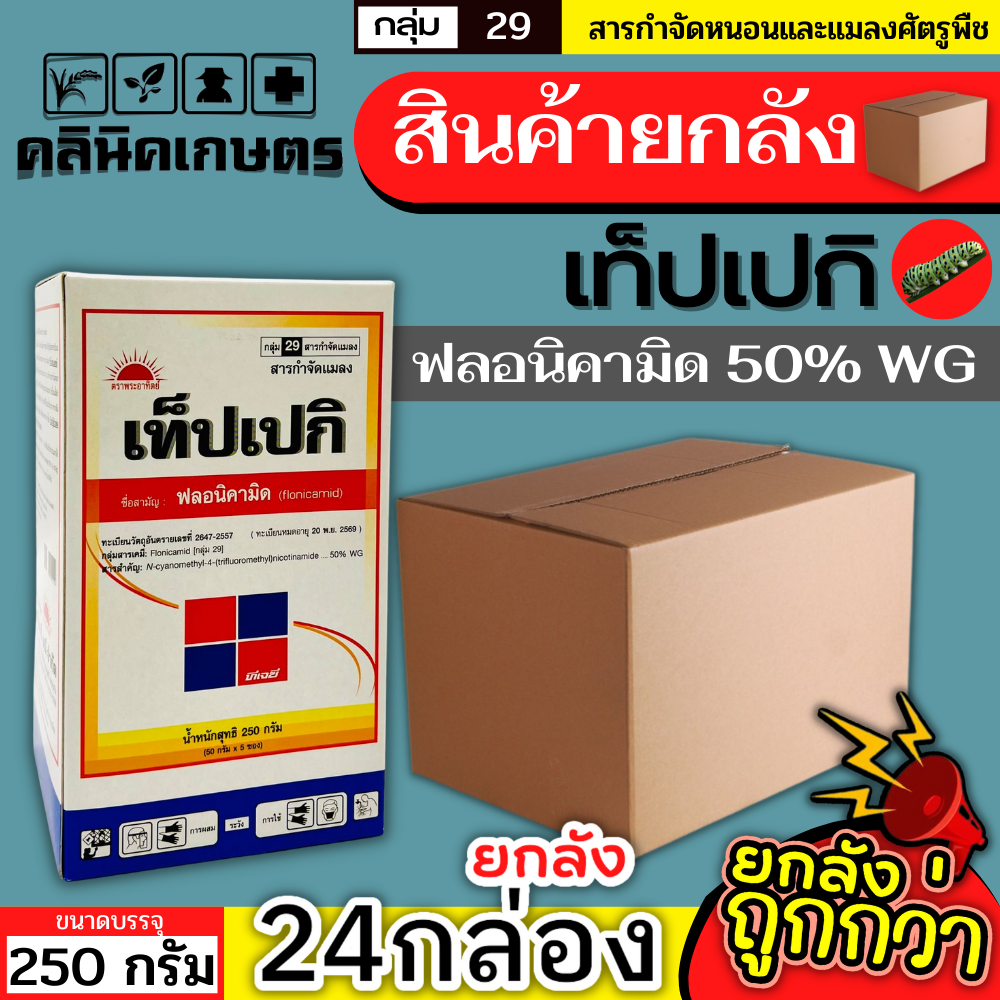 กลุ่ม 29 สารกำจัดหนอนและแมลงศัตรูพืช
คลินิคเกษตร
สินค้ายกลัง
เท็ปเปกิ
ฟลอนิคามิด 50% WG
กลุ่ม 29 สารกำจัดแมลง
สารกำจัดแมลง
ตราพระอาทิตย์
เท็ปเปกิ
ชื่อสามัญ : ฟลอนิคามิด (flonicamid)
ทะเบียนวัตถุอันตรายเลขที่ 2647-2557 ( ทะเบียนหมดอายุ 20 พ.ย. 2569 )
กลุ่มสารเคมี: Flonicamid [กลุ่ม 29]
สารสำคัญ: N-cyanomethyl-4-(trifluoromethyl)nicotinamide .... 50% WG
ทีเจซี
น้ำหนักสุทธิ 250 กรัม
(50 กรัม x 5 ซอง)
การผสม ระวัง การใช้
ยกลัง
24กล่อง
ขนาดบรรจุ
250 กรัม
ยกลัง
ถูกกว่า